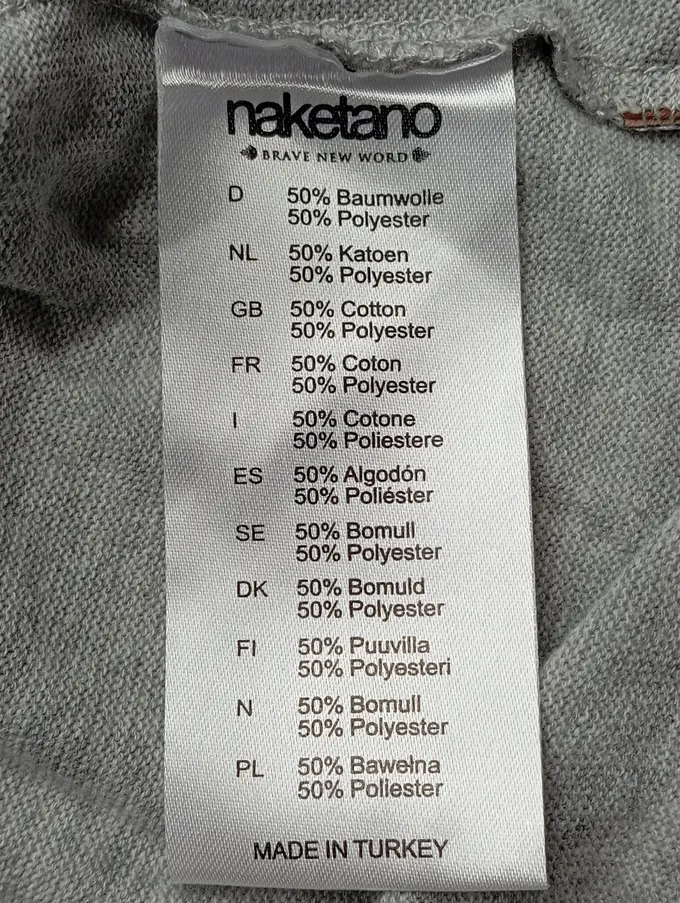 naketano
BRAVE NEW WORD
D 50% Baumwolle
50% Polyester
NL 50% Katoen
50% Polyester
GB 50% Cotton
50% Polyester
FR 50% Coton
50% Polyester
I 50% Cotone
50% Poliestere
ES 50% Algodón
50% Poliéster
SE 50% Bomull
50% Polyester
DK 50% Bomuld
50% Polyester
FI 50% Puuvilla
50% Polyesteri
N 50% Bomull
50% Polyester
PL 50% Bawełna
50% Poliester
MADE IN TURKEY